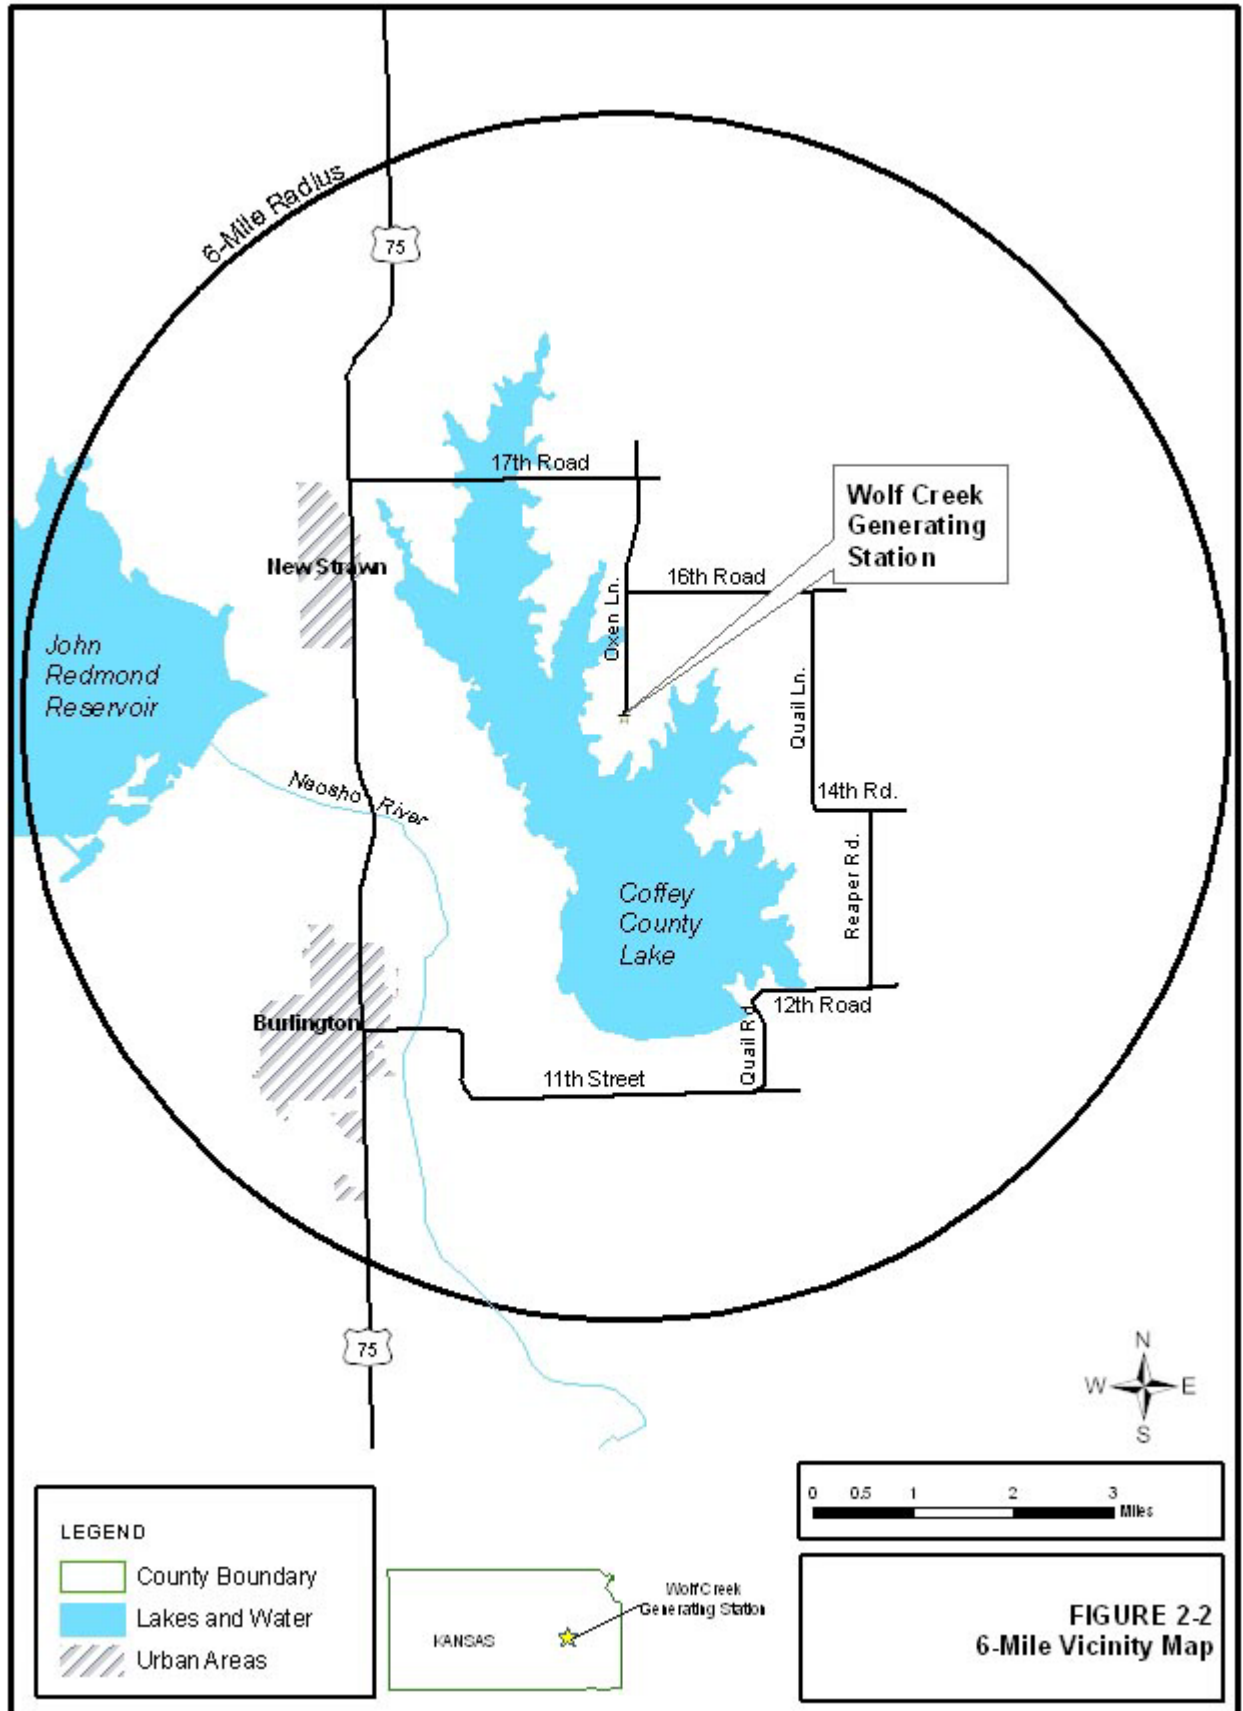 6-Mile Radius
75
17th Road
Wolf Creek
Generating
Station
New Strawn
16th Road
Oxen Ln.
John
Redmond
Reservoir
Quail Ln.
Neosho River
14th Rd.
Reaper Rd.
Coffey
County
Lake
12th Road
Burlington
Quail Rd
11th Street
75
N
W E
S
0 0.5 1 2 3
Miles
LEGEND
County Boundary
Lakes and Water
Urban Areas
KANSAS
Wolf Creek
Generating Station
FIGURE 2-2
6-Mile Vicinity Map